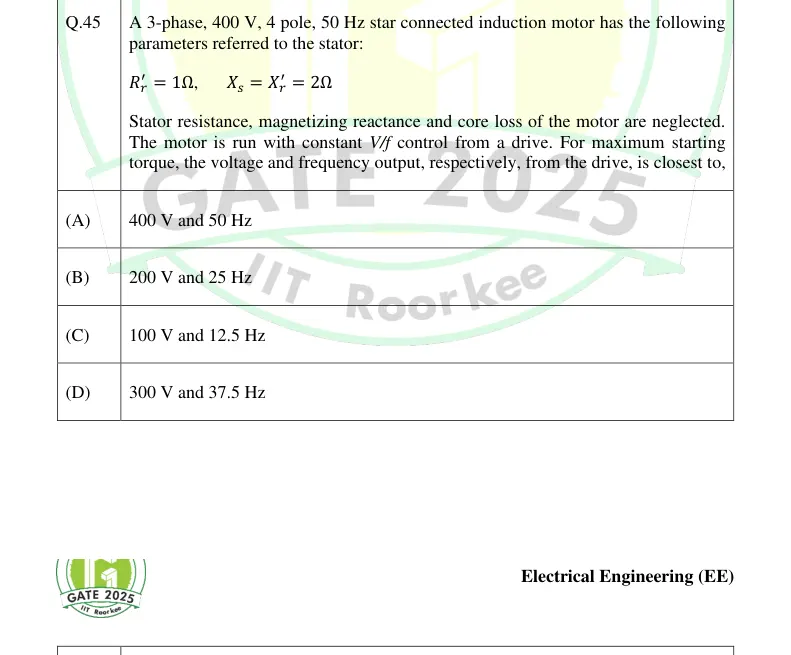 Q.45 A 3-phase, 400 V, 4 pole, 50 Hz star connected induction motor has the following
parameters referred to the stator:
R′ᵣ = 1Ω, Xₛ = X′ᵣ = 2Ω
Stator resistance, magnetizing reactance and core loss of the motor are neglected.
The motor is run with constant V/f control from a drive. For maximum starting
torque, the voltage and frequency output, respectively, from the drive, is closest to,
GATE 2025
(A) 400 V and 50 Hz
(B) 200 V and 25 Hz
IIT Roorkee
(C) 100 V and 12.5 Hz
(D) 300 V and 37.5 Hz
Electrical Engineering (EE)
GATE 2025
IIT Roorkee